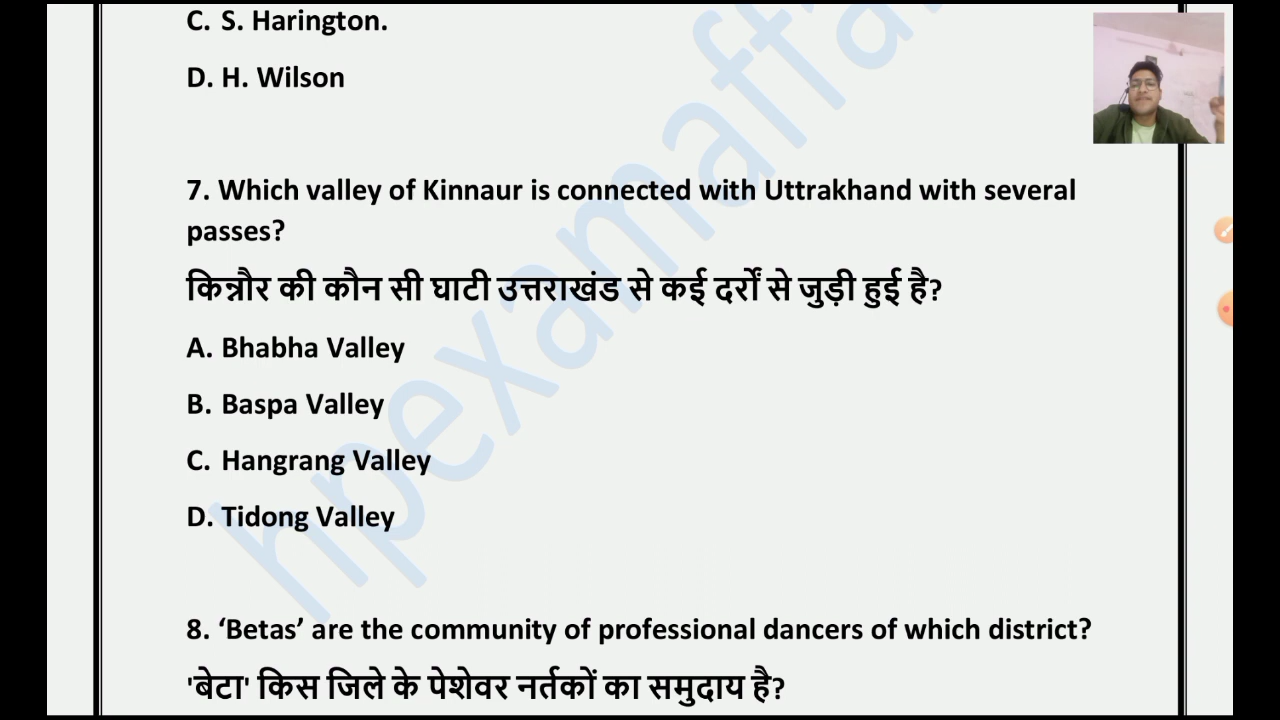 C. S. Harington.
D. H. Wilson
7. Which valley of Kinnaur is connected with Uttrakhand with several
passes?
किन्नौर की कौन सी घाटी उत्तराखंड से कई दर्रों से जुड़ी हुई है?
A. Bhabha Valley
B. Baspa Valley
C. Hangrang Valley
D. Tidong Valley
8. ‘Betas’ are the community of professional dancers of which district?
'बेटा' किस जिले के पेशेवर नर्तकों का समुदाय है?
hpexamaffa